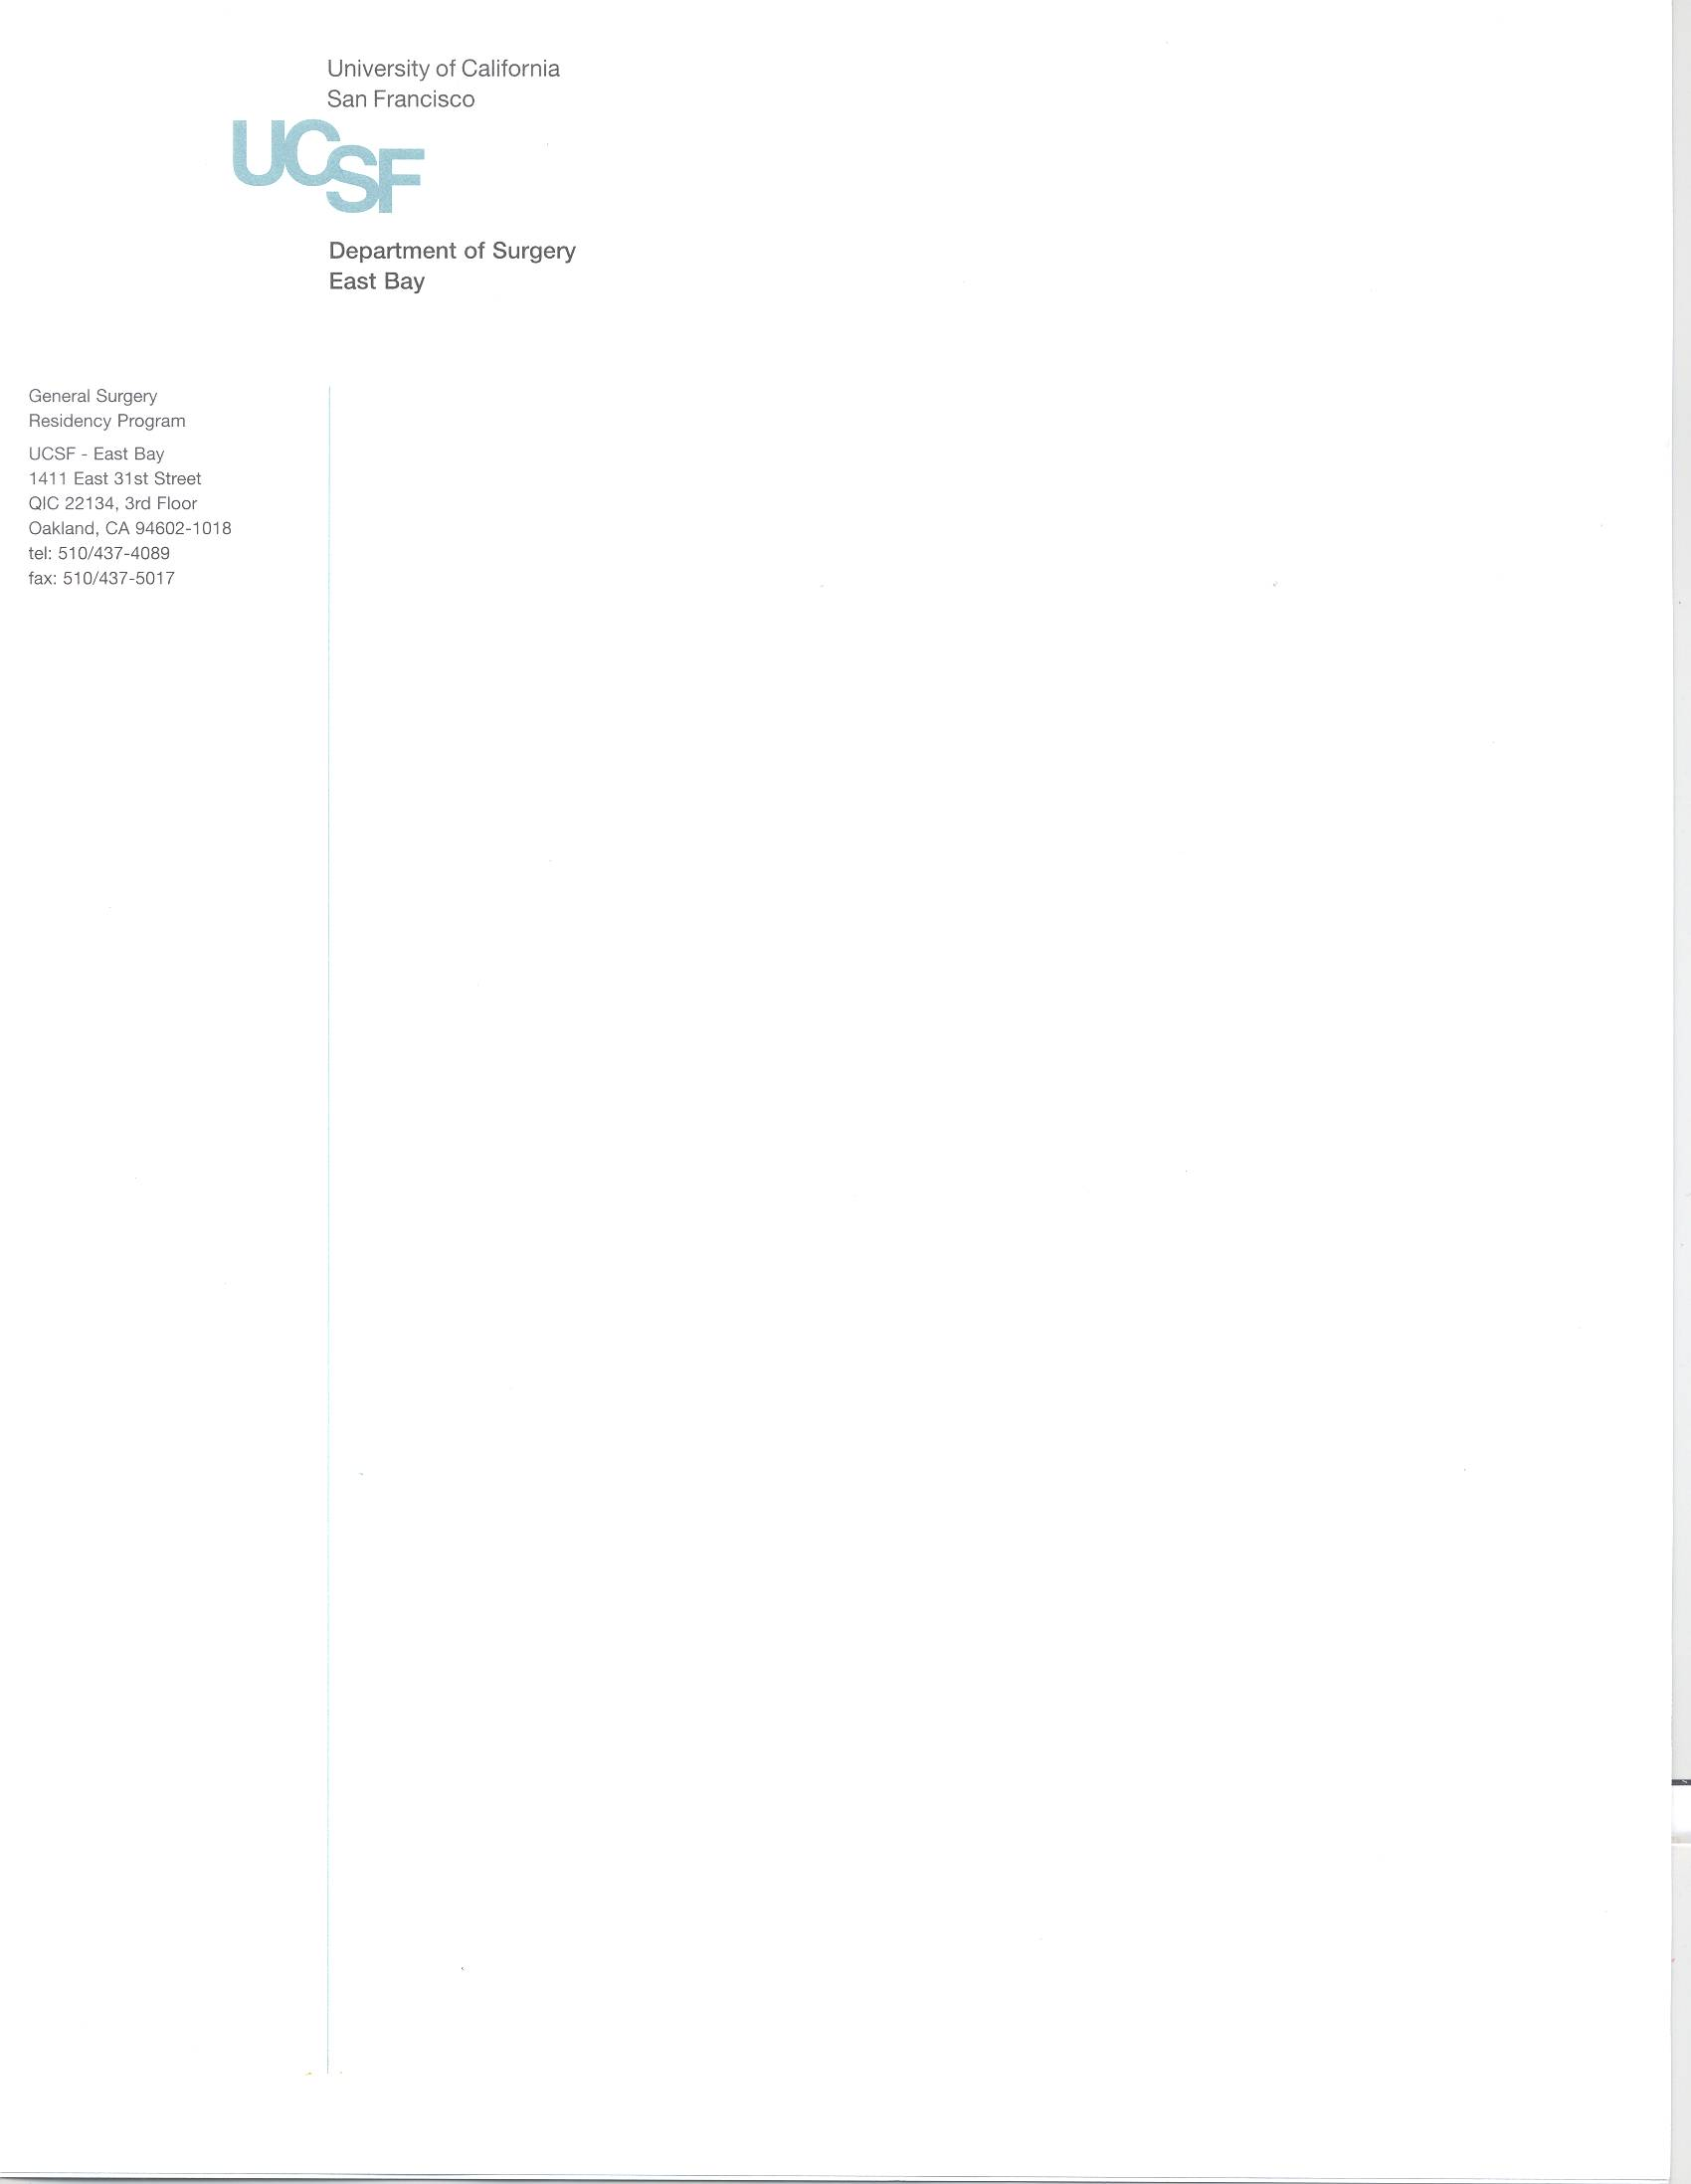 University of California
San Francisco
UCSF
Department of Surgery
East Bay
General Surgery
Residency Program
UCSF - East Bay
1411 East 31st Street
QIC 22134, 3rd Floor
Oakland, CA 94602-1018
tel: 510/437-4089
fax: 510/437-5017